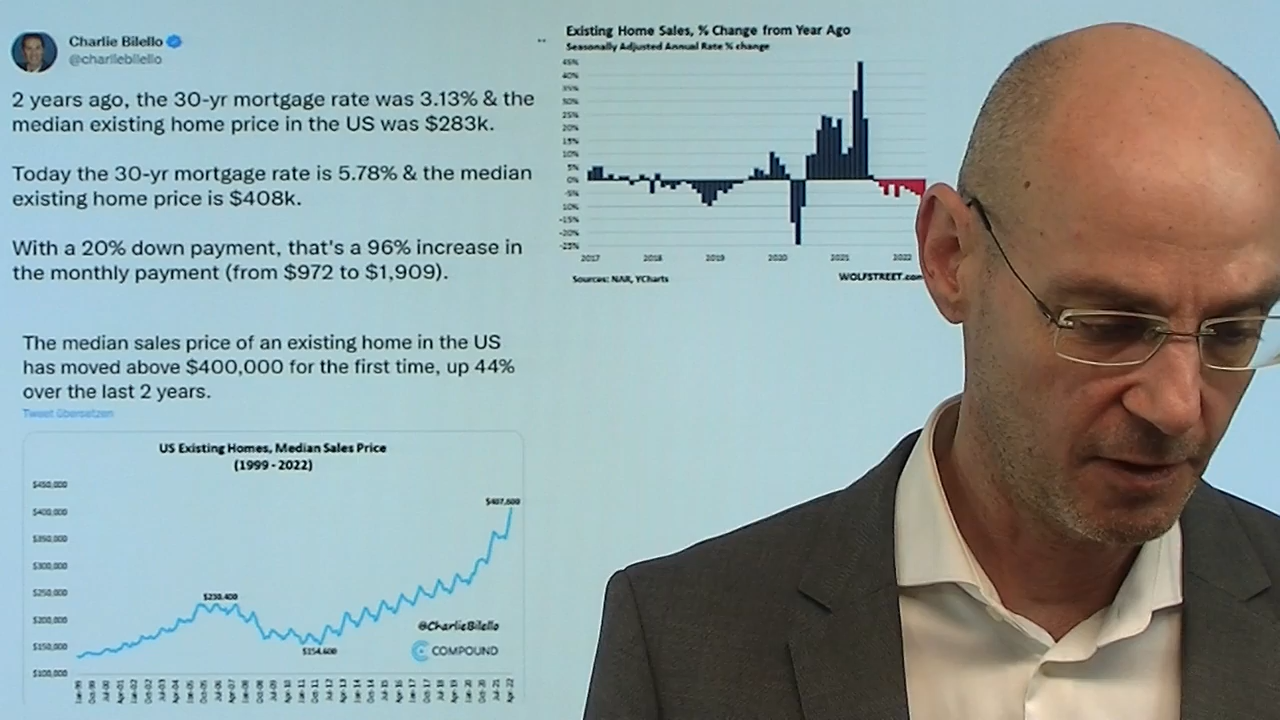 Charlie Bilello
@charliebilello
2 years ago, the 30-yr mortgage rate was 3.13% & the
median existing home price in the US was $283k.
Today the 30-yr mortgage rate is 5.78% & the median
existing home price is $408k.
With a 20% down payment, that's a 96% increase in
the monthly payment (from $972 to $1,909).
The median sales price of an existing home in the US
has moved above $400,000 for the first time, up 44%
over the last 2 years.
Tweet übersetzen
US Existing Homes, Median Sales Price
(1999 - 2022)
$450,000
$400,000
$350,000
$300,000
$250,000
$200,000
$150,000
$100,000
$407,600
$230,400
$154,600
@CharlieBilello
COMPOUND
Existing Home Sales, % Change from Year Ago
Seasonally Adjusted Annual Rate % change
45%
40%
35%
30%
25%
20%
15%
10%
5%
0%
-5%
-10%
-15%
-20%
-25%
2017 2018 2019 2020 2021 2022
Sources: NAR, YCharts
WOLFSTREET.com